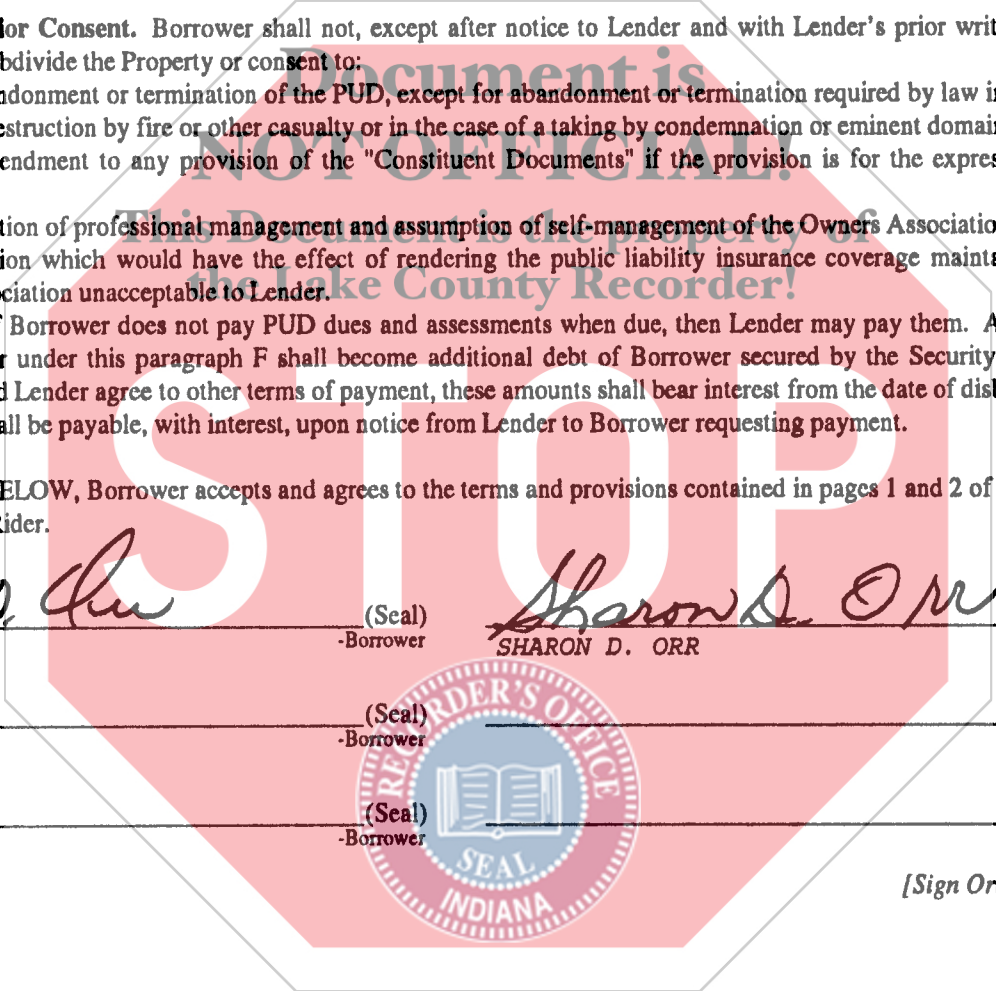 ior Consent. Borrower shall not, except after notice to Lender and with Lender's prior writ
bdivide the Property or consent to:
ndonment or termination of the PUD, except for abandonment or termination required by law i
estruction by fire or other casualty or in the case of a taking by condemnation or eminent domai
endment to any provision of the "Constituent Documents" if the provision is for the expres
tion of professional management and assumption of self-management of the Owners Associatio
ion which would have the effect of rendering the public liability insurance coverage mainta
ciation unacceptable to Lender.
Borrower does not pay PUD dues and assessments when due, then Lender may pay them. A
r under this paragraph F shall become additional debt of Borrower secured by the Security
d Lender agree to other terms of payment, these amounts shall bear interest from the date of dis
all be payable, with interest, upon notice from Lender to Borrower requesting payment.
ELOW, Borrower accepts and agrees to the terms and provisions contained in pages 1 and 2 of
Rider.
Document is
NOT OFFICIAL!
This Document is the property of
the Lake County Recorder!
STOP
Sharon D. Orr
(Seal)
-Borrower
SHARON D. ORR
(Seal)
-Borrower
(Seal)
-Borrower
RECORDER'S OFFICE
SEAL
INDIANA
[Sign Or